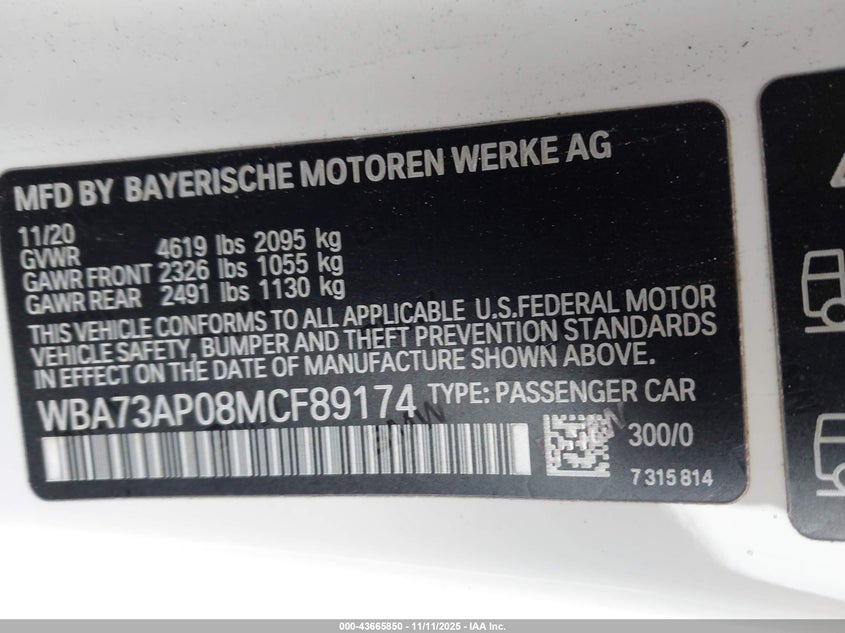 MFD BY BAYERISCHE MOTOREN WERKE AG
11/20
GVWR 4619 lbs 2095 kg
GAWR FRONT 2326 lbs 1055 kg
GAWR REAR 2491 lbs 1130 kg
THIS VEHICLE CONFORMS TO ALL APPLICABLE U.S.FEDERAL MOTOR
VEHICLE SAFETY, BUMPER AND THEFT PREVENTION STANDARDS
IN EFFECT ON THE DATE OF MANUFACTURE SHOWN ABOVE.
WBA73AP08MCF89174 TYPE: PASSENGER CAR
BMW
300/0
7315814
000-43665850 - 11/11/2025 - IAA Inc.